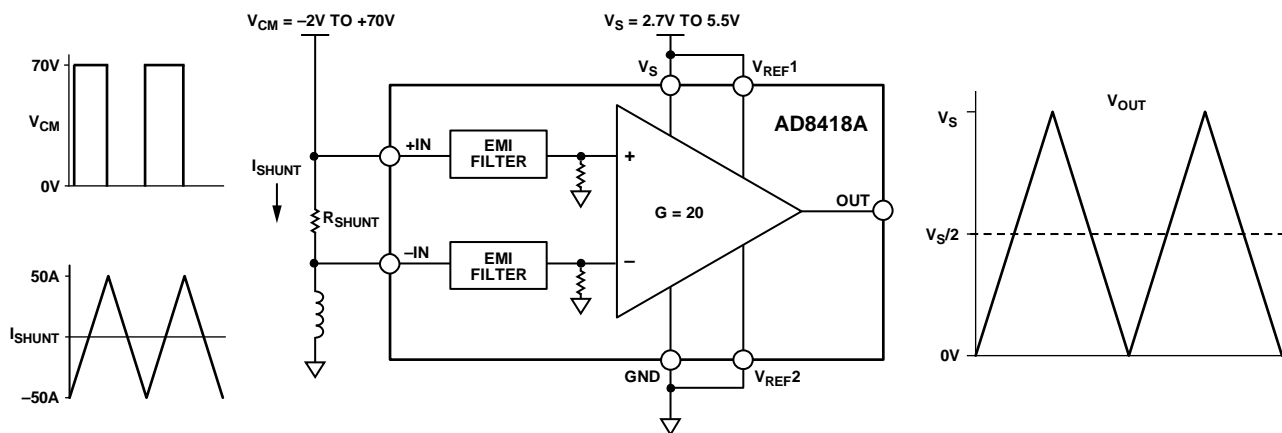 V_CM = −2V TO +70V
V_S = 2.7V TO 5.5V
70V
V_CM
0V
I_SHUNT
R_SHUNT
50A
I_SHUNT
−50A
V_S
V_REF1
AD8418A
+IN
EMI
FILTER
+
G = 20
OUT
−IN
EMI
FILTER
−
GND
V_REF2
V_OUT
V_S
V_S/2
0V